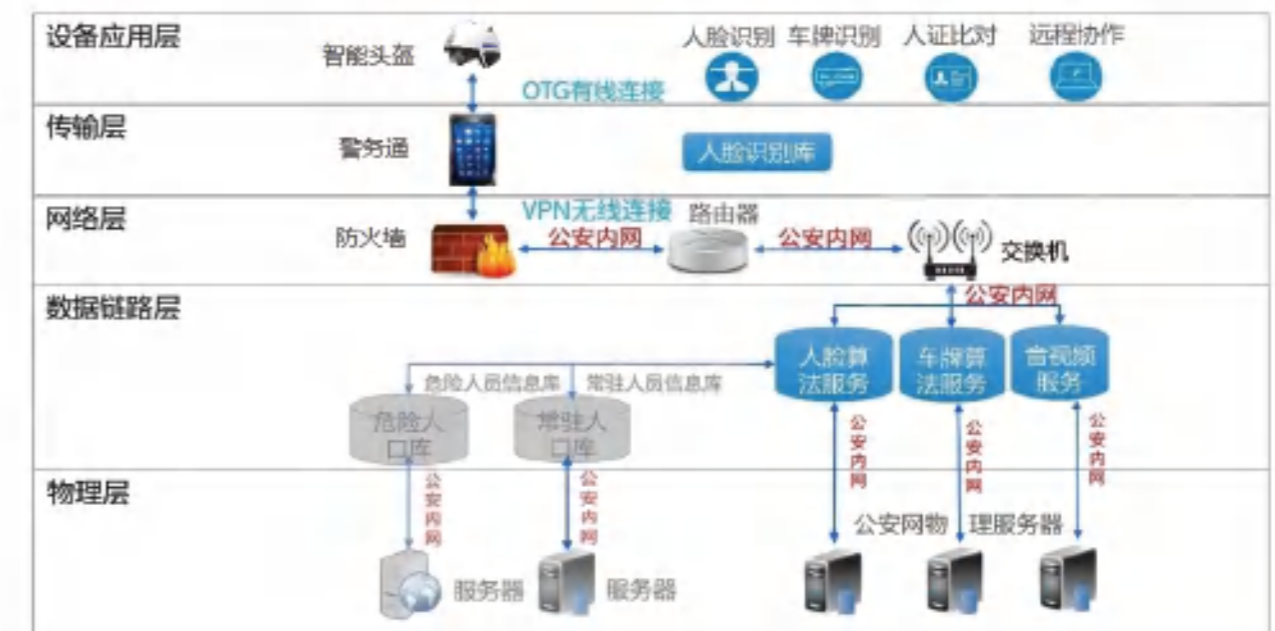 设备应用层
智能头盔
人脸识别 车牌识别 人证比对 远程协作
OTG有线连接
传输层
警务通
人脸识别库
网络层
VPN无线连接
路由器
防火墙
公安内网
公安内网
交换机
公安内网
数据链路层
人脸算
法服务
车牌算
法服务
音视频
服务
危险人员信息库
常驻人员信息库
危险人
口库
常驻人
口库
公安内网
公安内网
公安内网
物理层
公安内网
公安内网
公安网物 理服务器
服务器
服务器